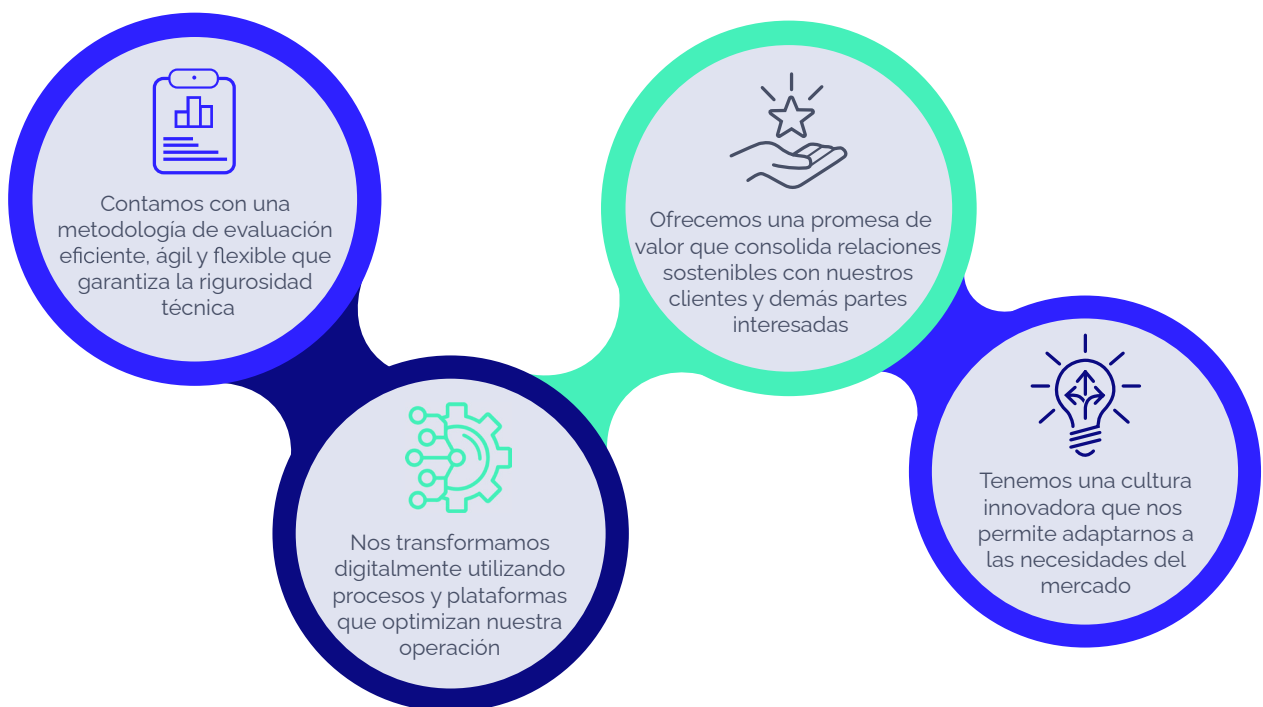 Contamos con una
metodología de evaluación
eficiente, ágil y flexible que
garantiza la rigurosidad
técnica
Nos transformamos
digitalmente utilizando
procesos y plataformas
que optimizan nuestra
operación
Ofrecemos una promesa de
valor que consolida relaciones
sostenibles con nuestros
clientes y demás partes
interesadas
Tenemos una cultura
innovadora que nos
permite adaptarnos a
las necesidades del
mercado